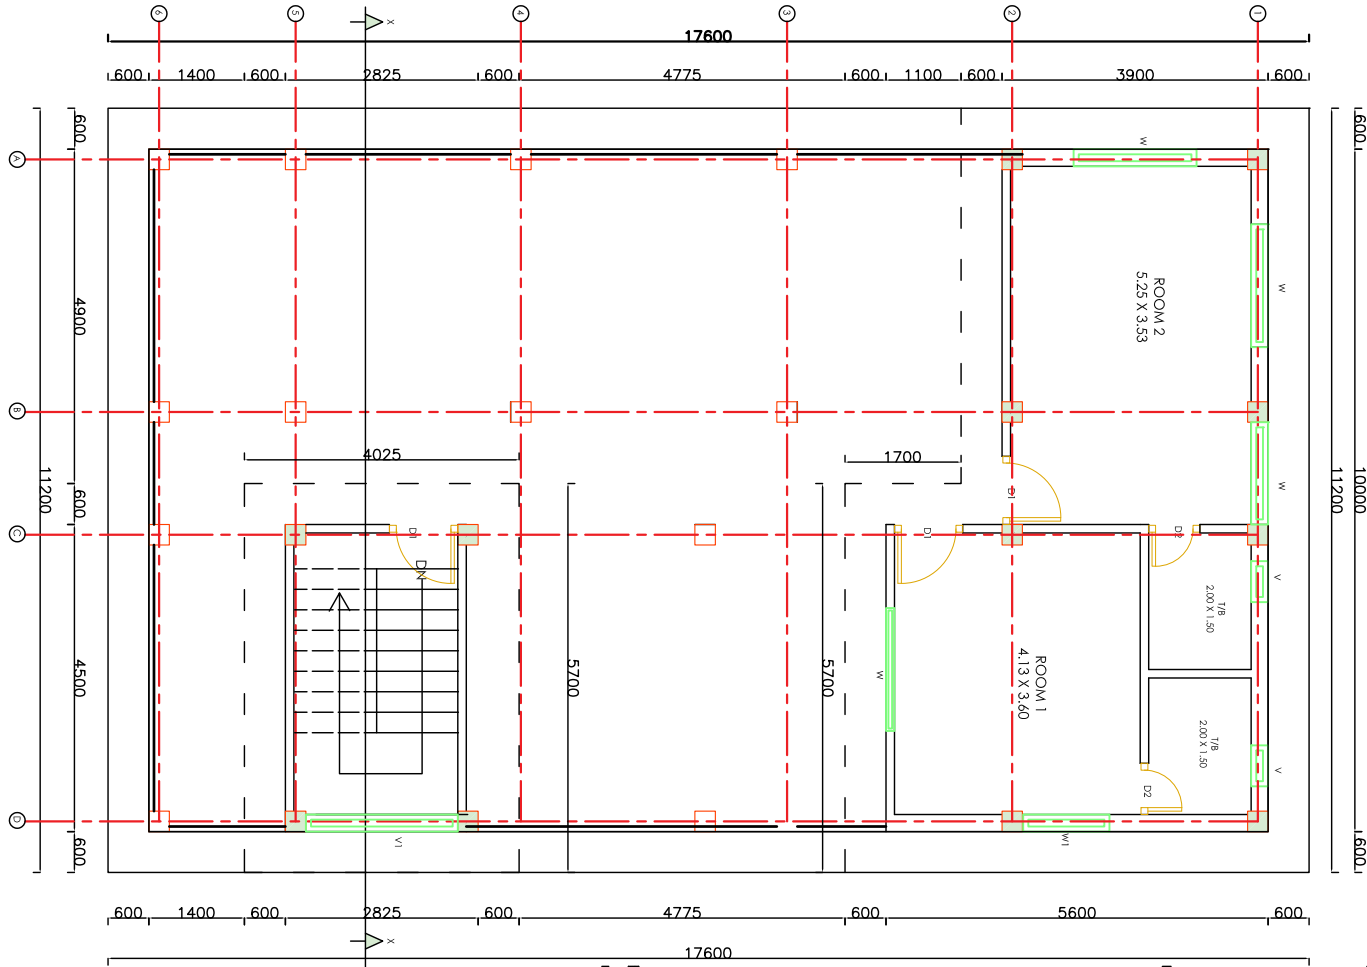 6
5
4
3
2
1
X
17600
600
1400
600
2825
600
4775
600
1100
600
3900
600
600
600
A
W
W
ROOM 2
5.25 X 3.53
4900
B
4025
1700
11200
600
W
D1
11200
10000
C
D1
D1
D2
DN
V
T/B
2.00 X 1.50
4500
5700
5700
W
ROOM 1
4.13 X 3.60
T/B
2.00 X 1.50
V
D2
D
V1
W1
600
600
600
1400
600
2825
600
4775
600
5600
600
X
17600